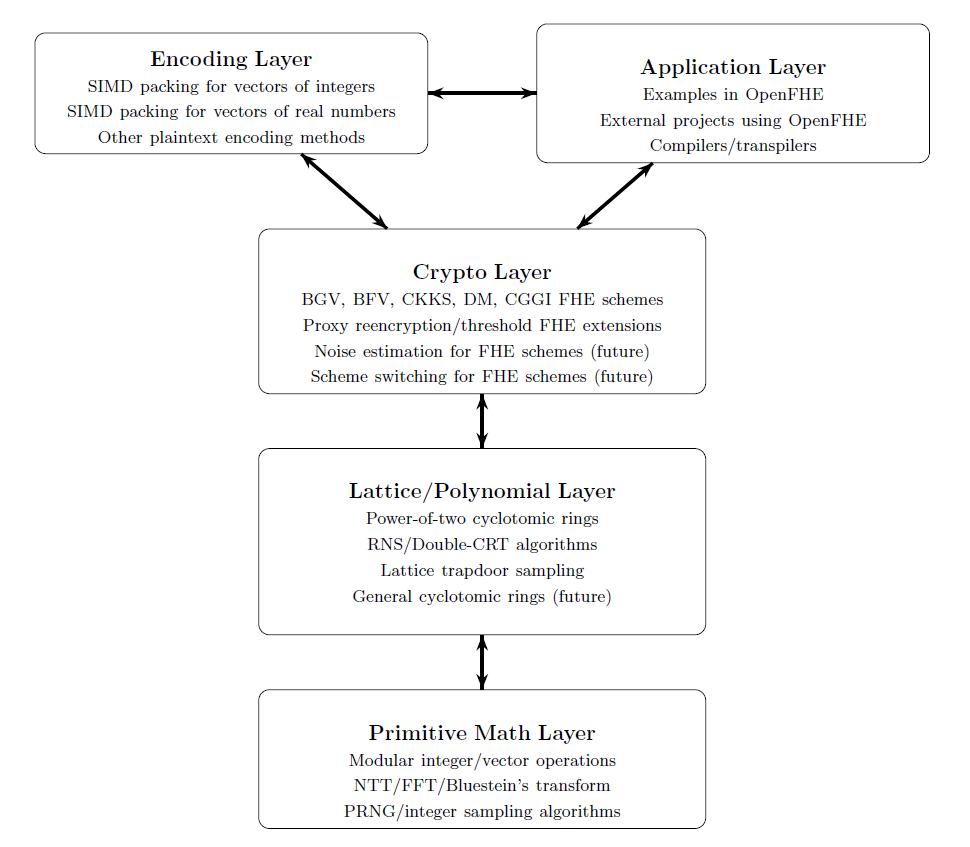 Encoding Layer
SIMD packing for vectors of integers
SIMD packing for vectors of real numbers
Other plaintext encoding methods
Application Layer
Examples in OpenFHE
External projects using OpenFHE
Compilers/transpilers
Crypto Layer
BGV, BFV, CKKS, DM, CGGI FHE schemes
Proxy reencryption/threshold FHE extensions
Noise estimation for FHE schemes (future)
Scheme switching for FHE schemes (future)
Lattice/Polynomial Layer
Power-of-two cyclotomic rings
RNS/Double-CRT algorithms
Lattice trapdoor sampling
General cyclotomic rings (future)
Primitive Math Layer
Modular integer/vector operations
NTT/FFT/Bluestein's transform
PRNG/integer sampling algorithms